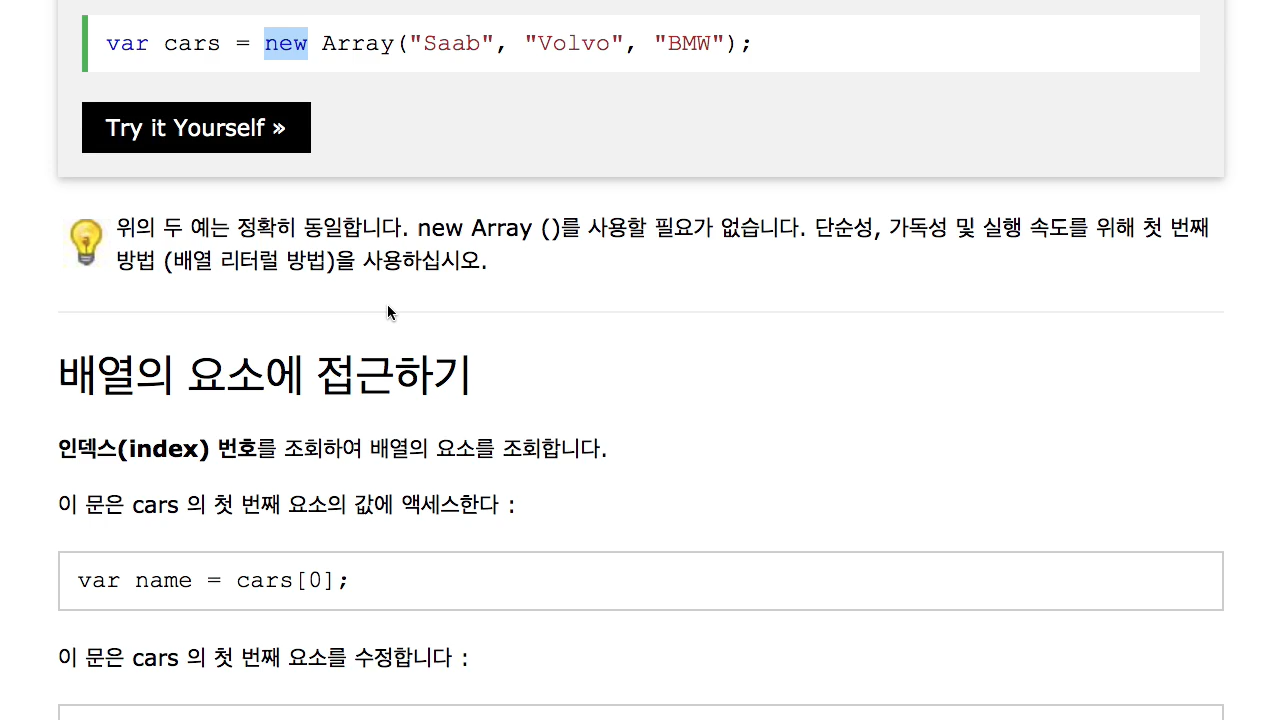 var cars = new Array("Saab", "Volvo", "BMW");
Try it Yourself »
위의 두 예는 정확히 동일합니다. new Array ()를 사용할 필요가 없습니다. 단순성, 가독성 및 실행 속도를 위해 첫 번째
방법 (배열 리터럴 방법)을 사용하십시오.
배열의 요소에 접근하기
인덱스(index) 번호를 조회하여 배열의 요소를 조회합니다.
이 문은 cars 의 첫 번째 요소의 값에 액세스한다 :
var name = cars[0];
이 문은 cars 의 첫 번째 요소를 수정합니다 :